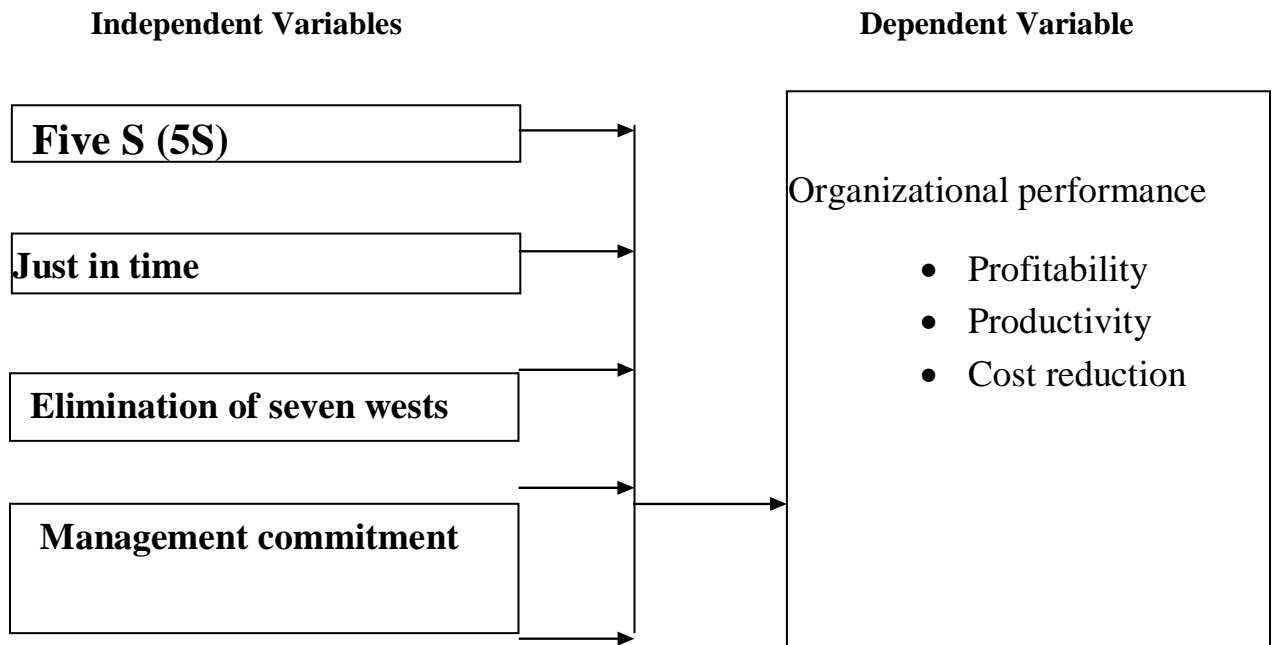 Independent Variables
Dependent Variable
Five S (5S)
Just in time
Elimination of seven wests
Management commitment
Organizational performance
• Profitability
• Productivity
• Cost reduction